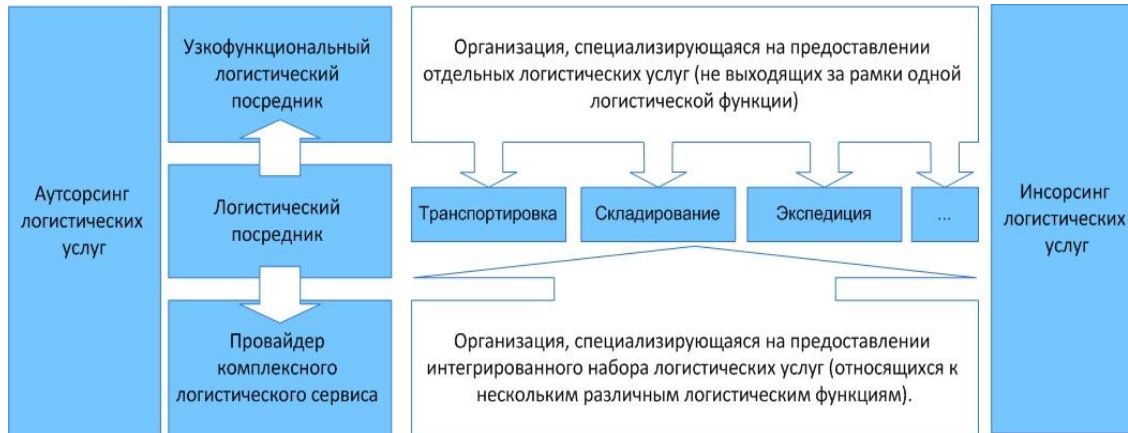 Аутсорсинг
логистических
услуг
Узкофункциональный
логистический
посредник
Логистический
посредник
Провайдер
комплексного
логистического сервиса
Организация, специализирующаяся на предоставлении
отдельных логистических услуг (не выходящих за рамки одной
логистической функции)
Транспортировка
Складирование
Экспедиция
...
Организация, специализирующаяся на предоставлении
интегрированного набора логистических услуг (относящихся к
нескольким различным логистическим функциям).
Инсорсинг
логистических
услуг